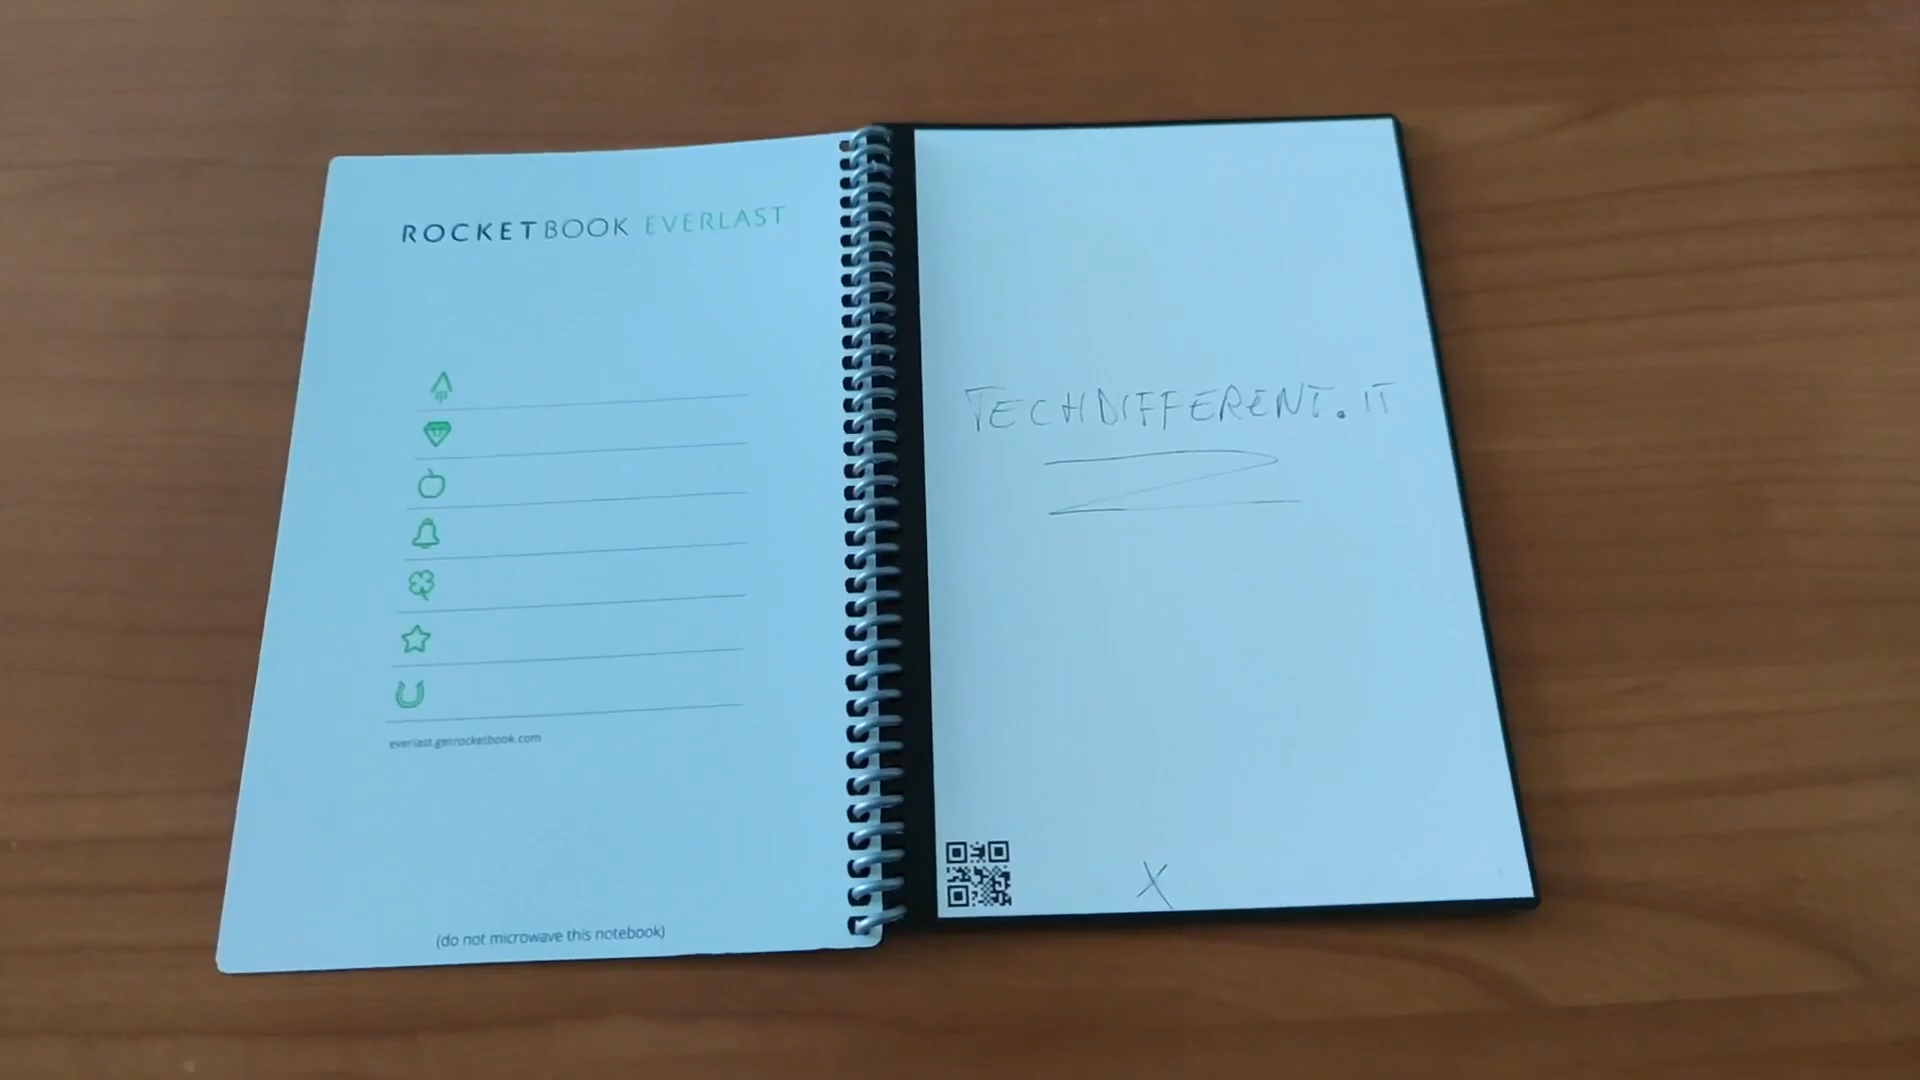 ROCKETBOOK EVERLAST
everlast.getrocketbook.com
(do not microwave this notebook)
TECHDIFFERENT.IT
X